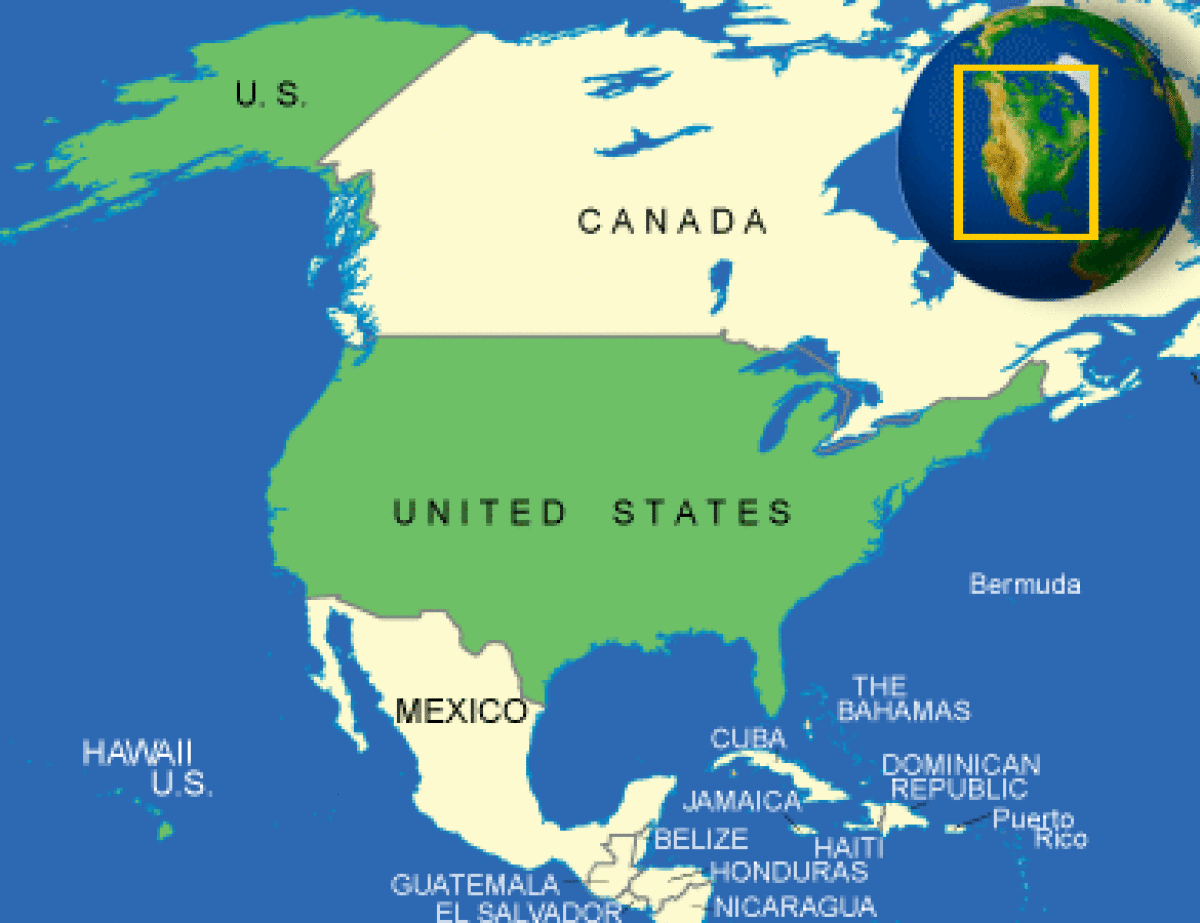 U. S.
CANADA
UNITED STATES
Bermuda
MEXICO
THE
BAHAMAS
CUBA
HAWAII
U.S.
DOMINICAN
REPUBLIC
JAMAICA
Puerto
Rico
BELIZE
HAITI
HONDURAS
GUATEMALA
EL SALVADOR
NICARAGUA